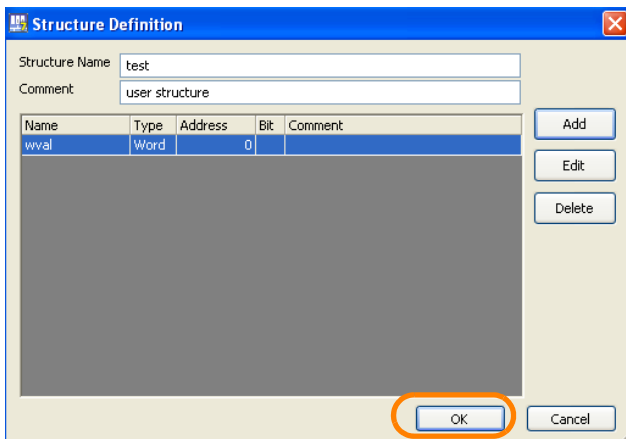 Structure Definition
Structure Name test
Comment user structure
Name Type Address Bit Comment
wval Word 0
Add
Edit
Delete
OK Cancel